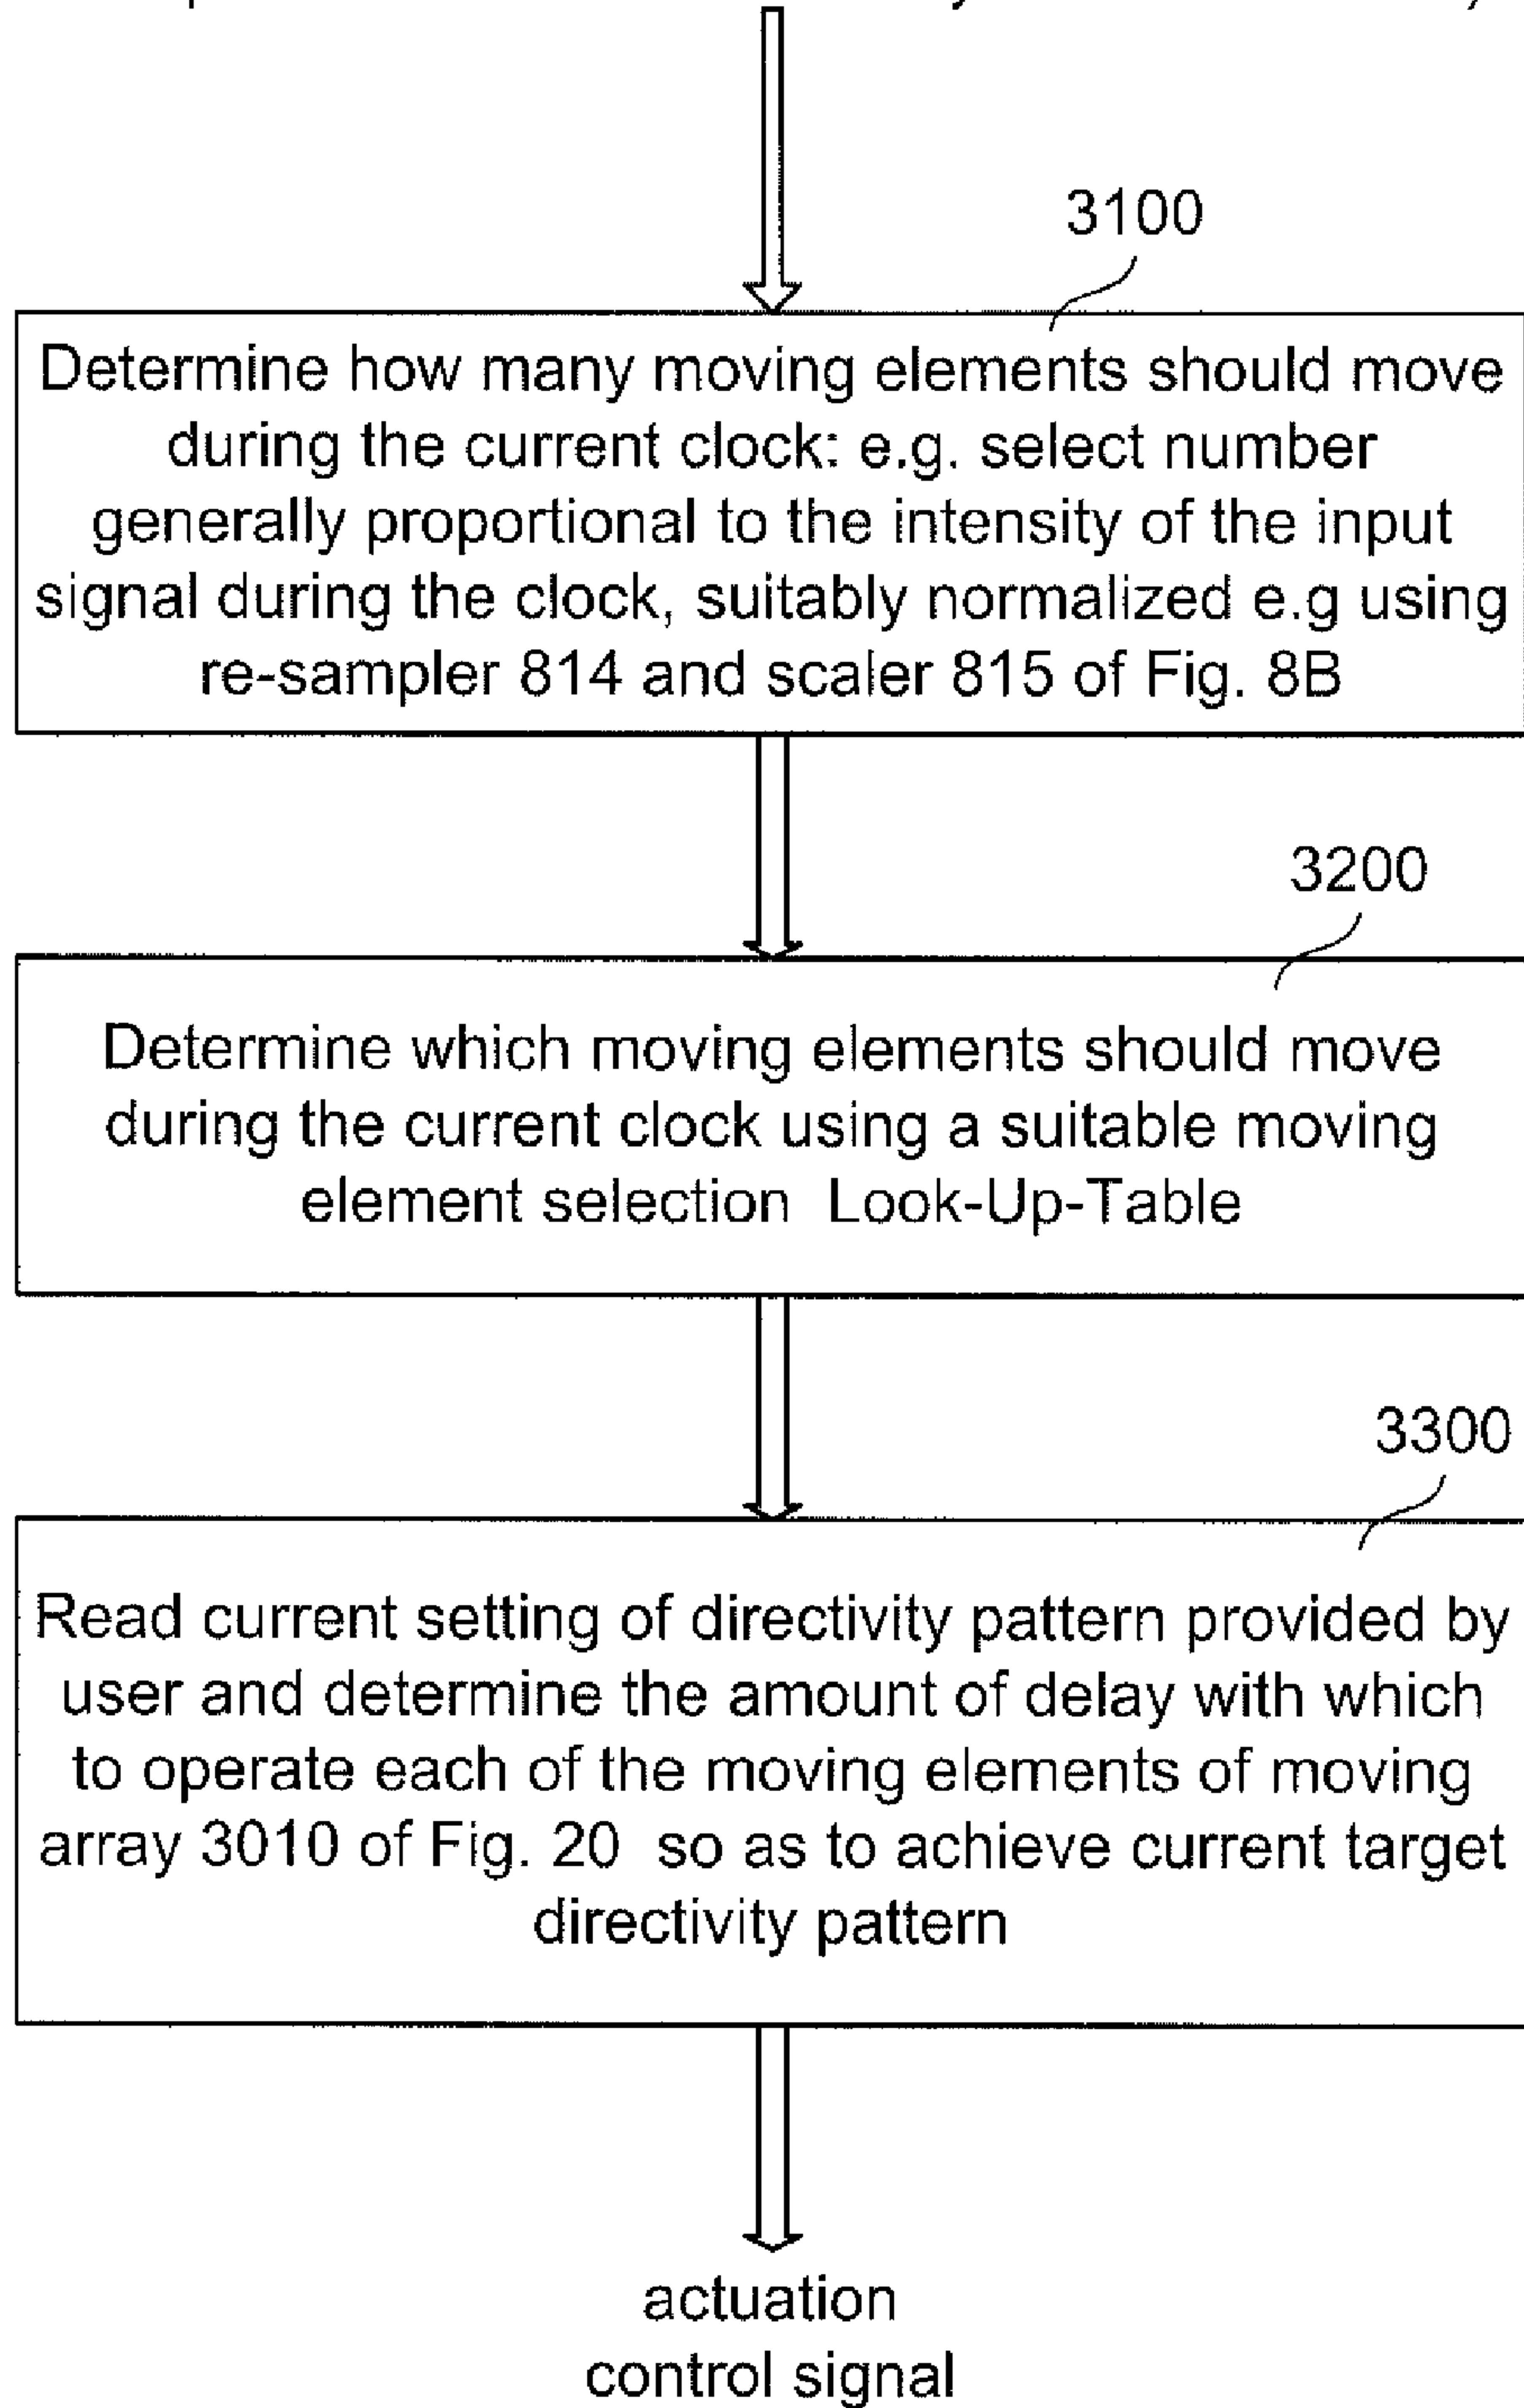 3100
Determine how many moving elements should move
during the current clock: e.g. select number
generally proportional to the intensity of the input
signal during the clock, suitably normalized e.g using
re-sampler 814 and scaler 815 of Fig. 8B
3200
Determine which moving elements should move
during the current clock using a suitable moving
element selection Look-Up-Table
3300
Read current setting of directivity pattern provided by
user and determine the amount of delay with which
to operate each of the moving elements of moving
array 3010 of Fig. 20 so as to achieve current target
directivity pattern
actuation
control signal